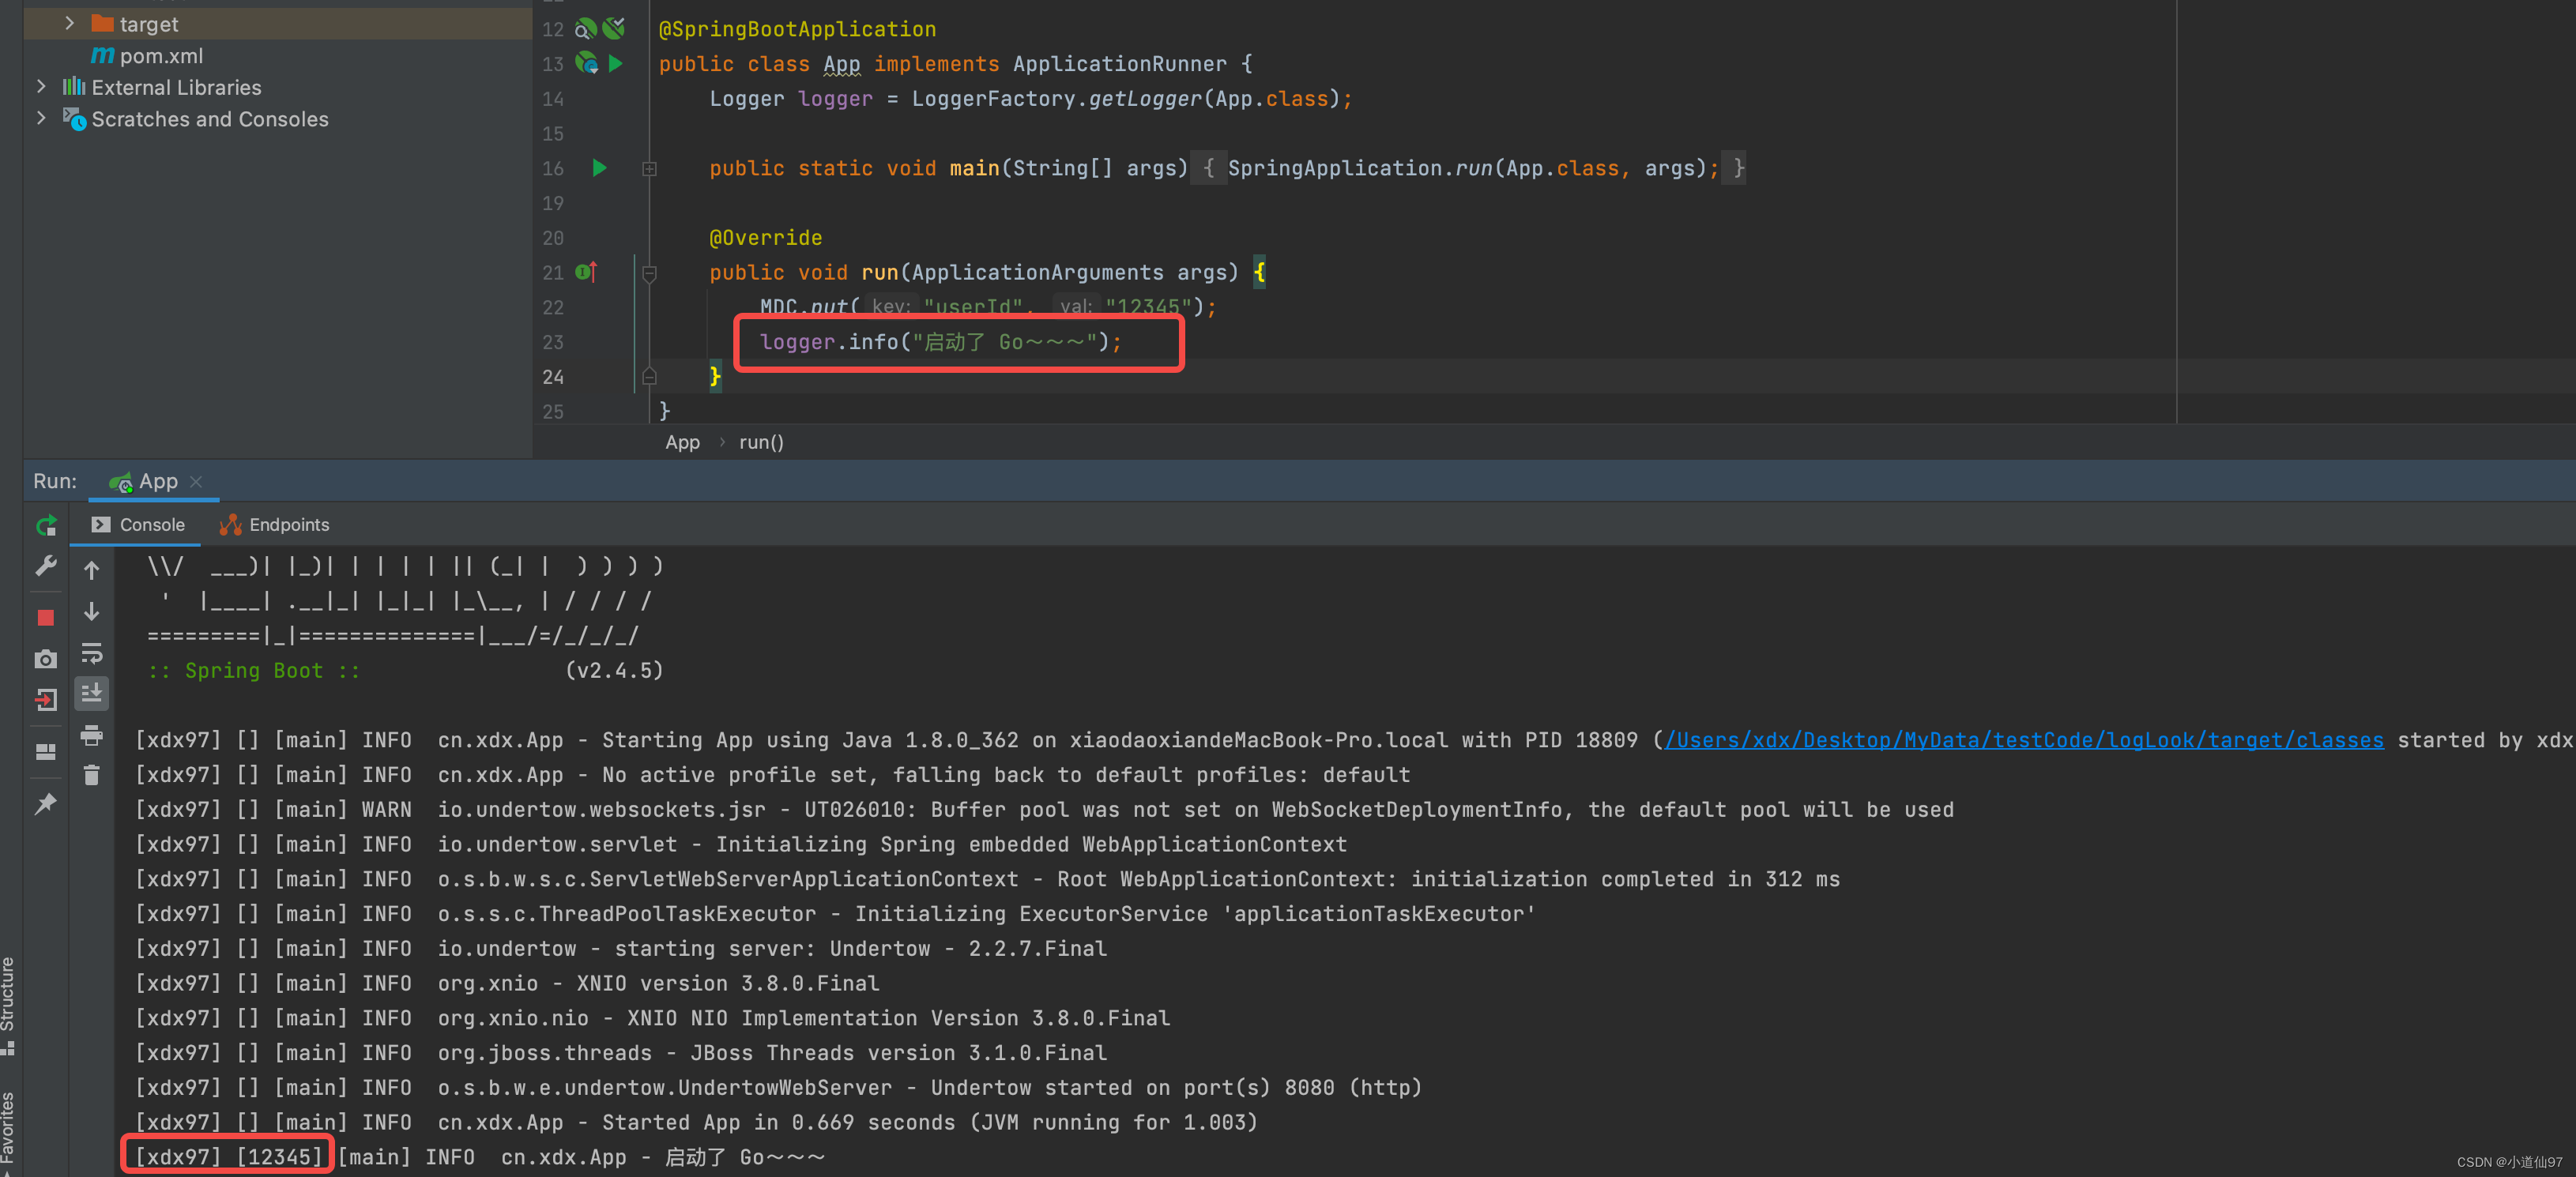 target
pom.xml
External Libraries
Scratches and Consoles
12 @SpringBootApplication
13 public class App implements ApplicationRunner {
14 Logger logger = LoggerFactory.getLogger(App.class);
15
16 public static void main(String[] args) { SpringApplication.run(App.class, args); }
19
20 @Override
21 public void run(ApplicationArguments args) {
22 MDC.put( key: "userId", val: "12345");
23 logger.info("启动了 Go～～～");
24 }
25 }
App › run()
Run: App
Console Endpoints
\\/  ___)| |_)| | | | | || (_| |  ) ) ) )
'  |____| .__|_| |_|_| |_\__, | / / / /
=========|_|==============|___/=/_/_/_/
:: Spring Boot :: (v2.4.5)
[xdx97] [] [main] INFO  cn.xdx.App - Starting App using Java 1.8.0_362 on xiaodaoxiandeMacBook-Pro.local with PID 18809 (/Users/xdx/Desktop/MyData/testCode/logLook/target/classes started by xdx
[xdx97] [] [main] INFO  cn.xdx.App - No active profile set, falling back to default profiles: default
[xdx97] [] [main] WARN  io.undertow.websockets.jsr - UT026010: Buffer pool was not set on WebSocketDeploymentInfo, the default pool will be used
[xdx97] [] [main] INFO  io.undertow.servlet - Initializing Spring embedded WebApplicationContext
[xdx97] [] [main] INFO  o.s.b.w.s.c.ServletWebServerApplicationContext - Root WebApplicationContext: initialization completed in 312 ms
[xdx97] [] [main] INFO  o.s.s.c.ThreadPoolTaskExecutor - Initializing ExecutorService 'applicationTaskExecutor'
[xdx97] [] [main] INFO  io.undertow - starting server: Undertow - 2.2.7.Final
[xdx97] [] [main] INFO  org.xnio - XNIO version 3.8.0.Final
[xdx97] [] [main] INFO  org.xnio.nio - XNIO NIO Implementation Version 3.8.0.Final
[xdx97] [] [main] INFO  org.jboss.threads - JBoss Threads version 3.1.0.Final
[xdx97] [] [main] INFO  o.s.b.w.e.undertow.UndertowWebServer - Undertow started on port(s) 8080 (http)
[xdx97] [] [main] INFO  cn.xdx.App - Started App in 0.669 seconds (JVM running for 1.003)
[xdx97] [12345] [main] INFO  cn.xdx.App - 启动了 Go～～～
Structure
Favorites
CSDN @小道仙97